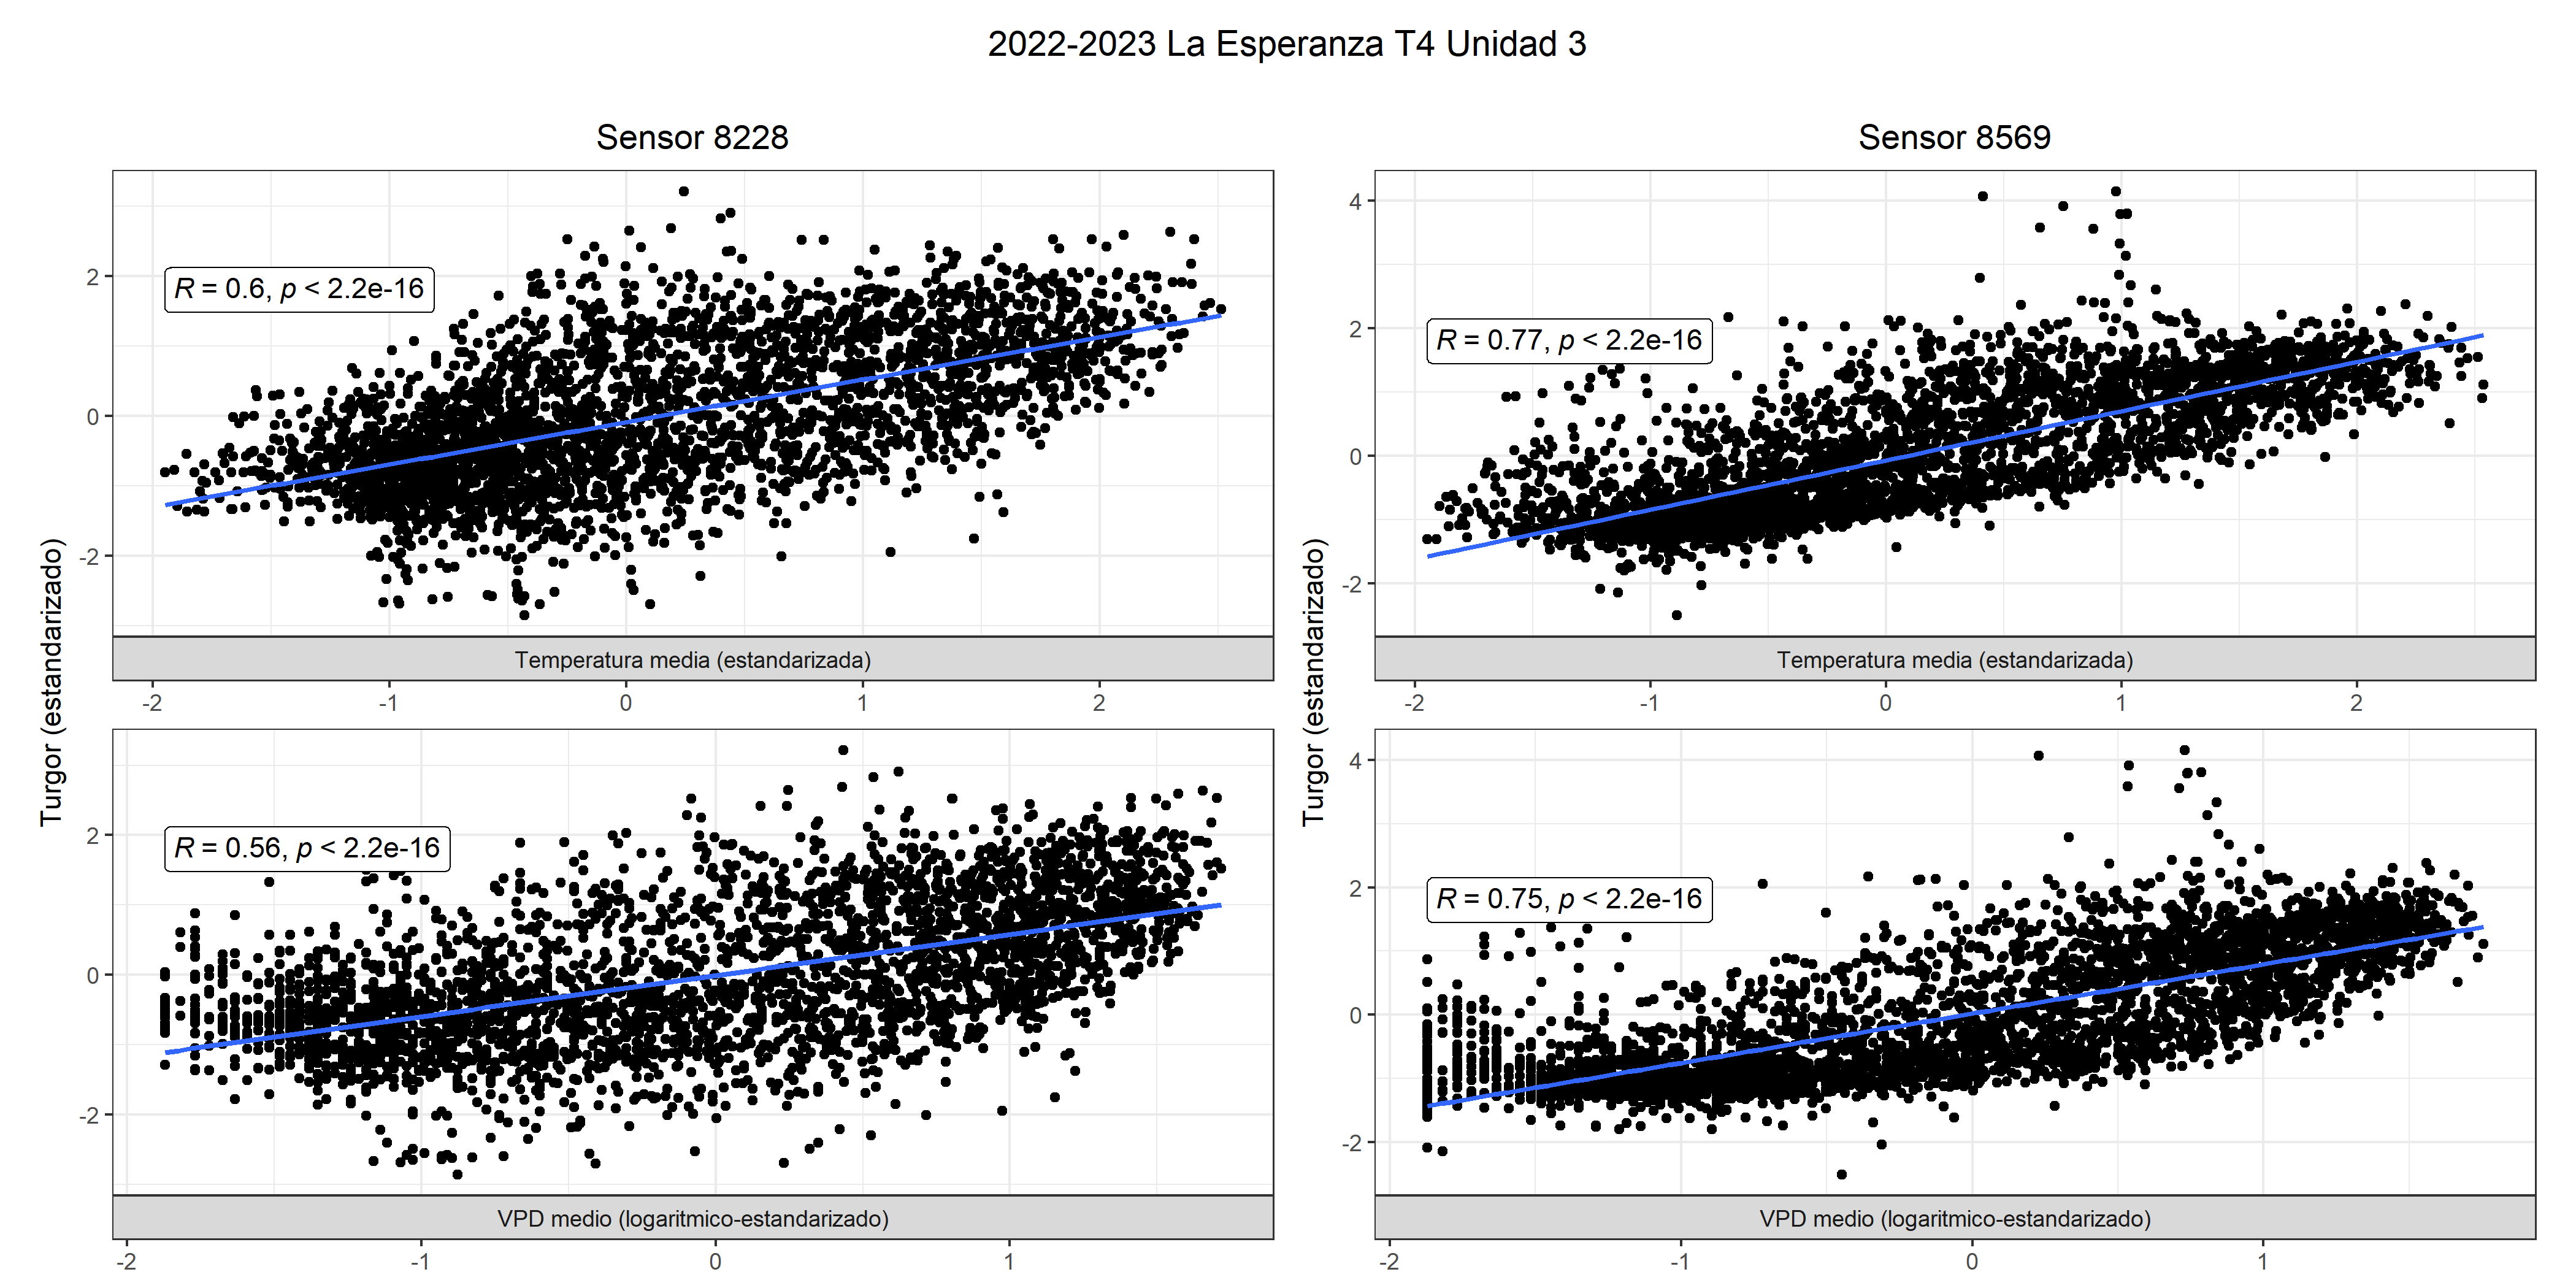 2022-2023 La Esperanza T4 Unidad 3
Sensor 8228
Sensor 8569
Turgor (estandarizado)
2
0
-2
R = 0.6, p < 2.2e-16
Temperatura media (estandarizada)
-2 -1 0 1 2
2
0
-2
R = 0.56, p < 2.2e-16
VPD medio (logaritmico-estandarizado)
-2 -1 0 1
Turgor (estandarizado)
4
2
0
-2
R = 0.77, p < 2.2e-16
Temperatura media (estandarizada)
-2 -1 0 1 2
4
2
0
-2
R = 0.75, p < 2.2e-16
VPD medio (logaritmico-estandarizado)
-2 -1 0 1